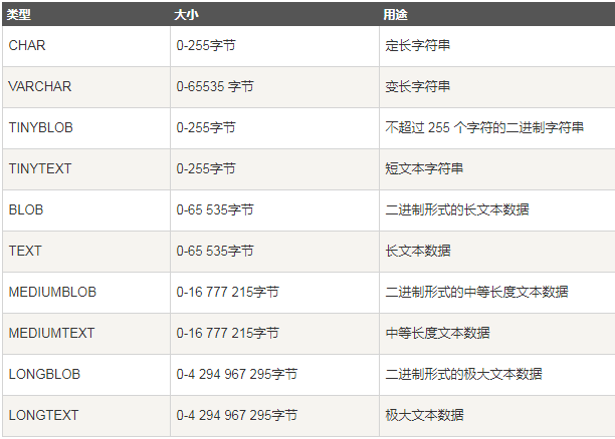 类型 大小 用途
CHAR 0-255字节 定长字符串
VARCHAR 0-65535 字节 变长字符串
TINYBLOB 0-255字节 不超过 255 个字符的二进制字符串
TINYTEXT 0-255字节 短文本字符串
BLOB 0-65 535字节 二进制形式的长文本数据
TEXT 0-65 535字节 长文本数据
MEDIUMBLOB 0-16 777 215字节 二进制形式的中等长度文本数据
MEDIUMTEXT 0-16 777 215字节 中等长度文本数据
LONGBLOB 0-4 294 967 295字节 二进制形式的极大文本数据
LONGTEXT 0-4 294 967 295字节 极大文本数据